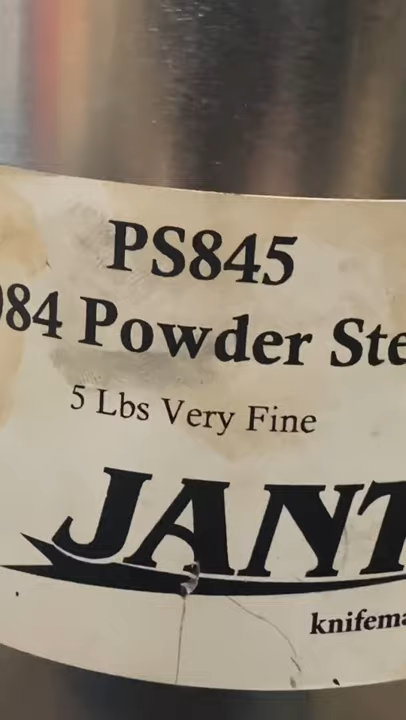 PS845
084 Powder Ste
5 Lbs Very Fine
JANT
knifema